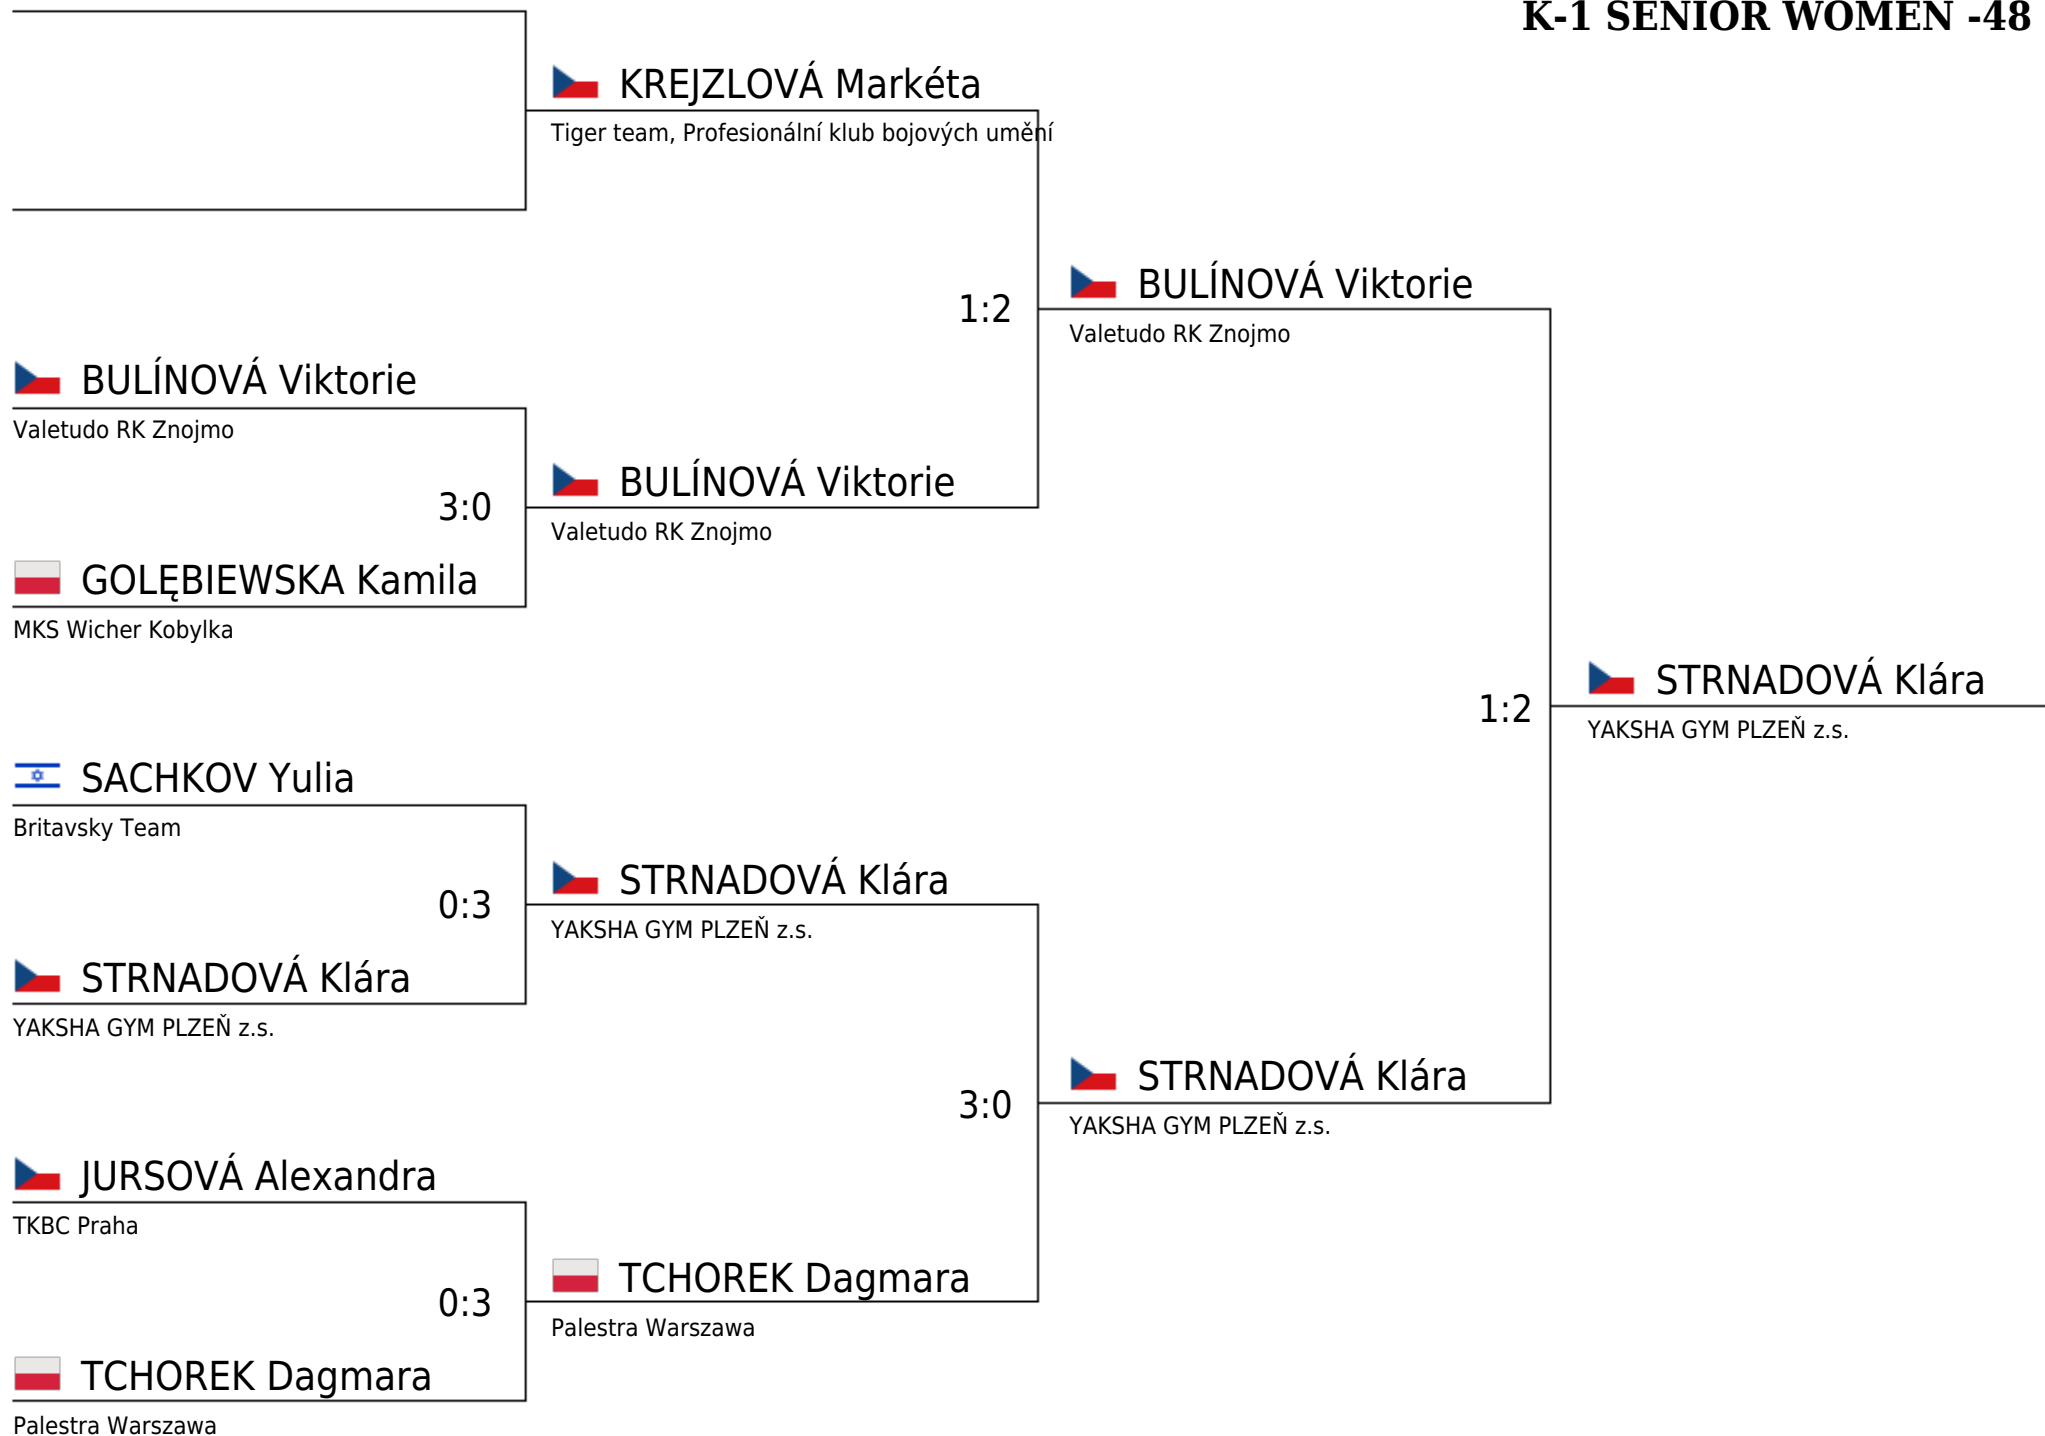 K-1 SENIOR WOMEN -48
KREJZLOVÁ Markéta
Tiger team, Profesionální klub bojových umění
1:2
BULÍNOVÁ Viktorie
Valetudo RK Znojmo
BULÍNOVÁ Viktorie
Valetudo RK Znojmo
3:0
BULÍNOVÁ Viktorie
Valetudo RK Znojmo
GOLĘBIEWSKA Kamila
MKS Wicher Kobylka
1:2
STRNADOVÁ Klára
YAKSHA GYM PLZEŇ z.s.
SACHKOV Yulia
Britavsky Team
0:3
STRNADOVÁ Klára
YAKSHA GYM PLZEŇ z.s.
STRNADOVÁ Klára
YAKSHA GYM PLZEŇ z.s.
3:0
STRNADOVÁ Klára
YAKSHA GYM PLZEŇ z.s.
JURSOVÁ Alexandra
TKBC Praha
0:3
TCHOREK Dagmara
Palestra Warszawa
TCHOREK Dagmara
Palestra Warszawa